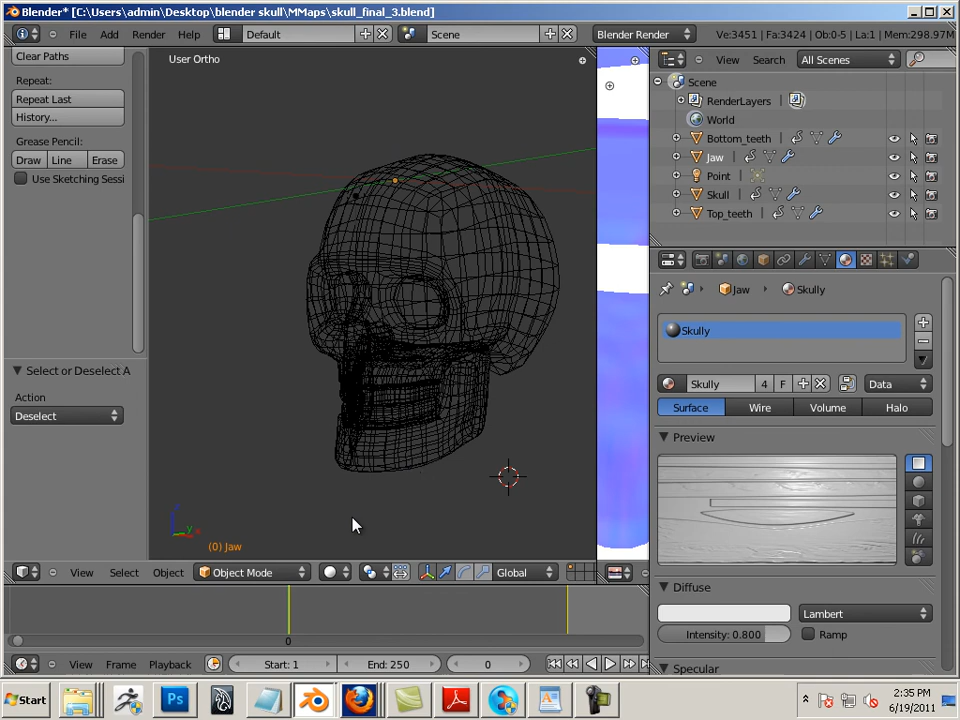 Blender* [C:\Users\admin\Desktop\blender skull\MMaps\skull_final_3.blend]
File Add Render Help Default Scene Blender Render Ve:3451 | Fa:3424 | Ob:0-5 | La:1 | Mem:298.97M
Clear Paths
Repeat:
Repeat Last
History...
Grease Pencil:
Draw Line Erase
Use Sketching Sessi
Select or Deselect A
Action
Deselect
User Ortho
(0) Jaw
View Select Object Object Mode Global
0
View Frame Playback Start: 1 End: 250 0
View Search All Scenes
Scene
RenderLayers
World
Bottom_teeth
Jaw
Point
Skull
Top_teeth
Jaw Skully
Skully
Skully 4 F Data
Surface Wire Volume Halo
Preview
Diffuse
Lambert
Intensity: 0.800 Ramp
Specular
Start Ps 2:35 PM
6/19/2011